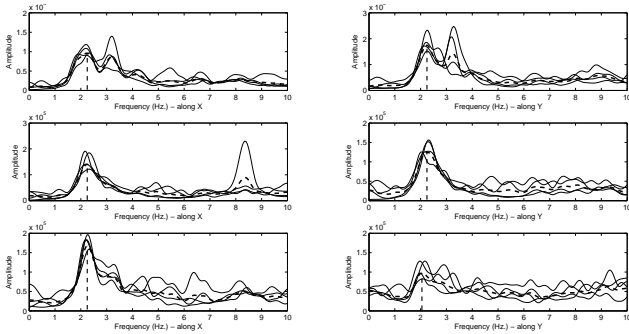 x 10⁻ x 10⁻
2 3
1.5 2.5
1 2
0.5 1.5
0 1
0.5
0
Amplitude Amplitude
0 1 2 3 4 5 6 7 8 9 10 0 1 2 3 4 5 6 7 8 9 10
Frequency (Hz.) − along X Frequency (Hz.) − along Y
x 10⁵ x 10⁵
3 2
2 1.5
1 1
0 0.5
0
Amplitude Amplitude
0 1 2 3 4 5 6 7 8 9 10 0 1 2 3 4 5 6 7 8 9 10
Frequency (Hz.) − along X Frequency (Hz.) − along Y
x 10⁵ x 10⁵
2 2
1.5 1.5
1 1
0.5 0.5
0 0
Amplitude Amplitude
0 1 2 3 4 5 6 7 8 9 10 0 1 2 3 4 5 6 7 8 9 10
Frequency (Hz.) − along X Frequency (Hz.) − along Y